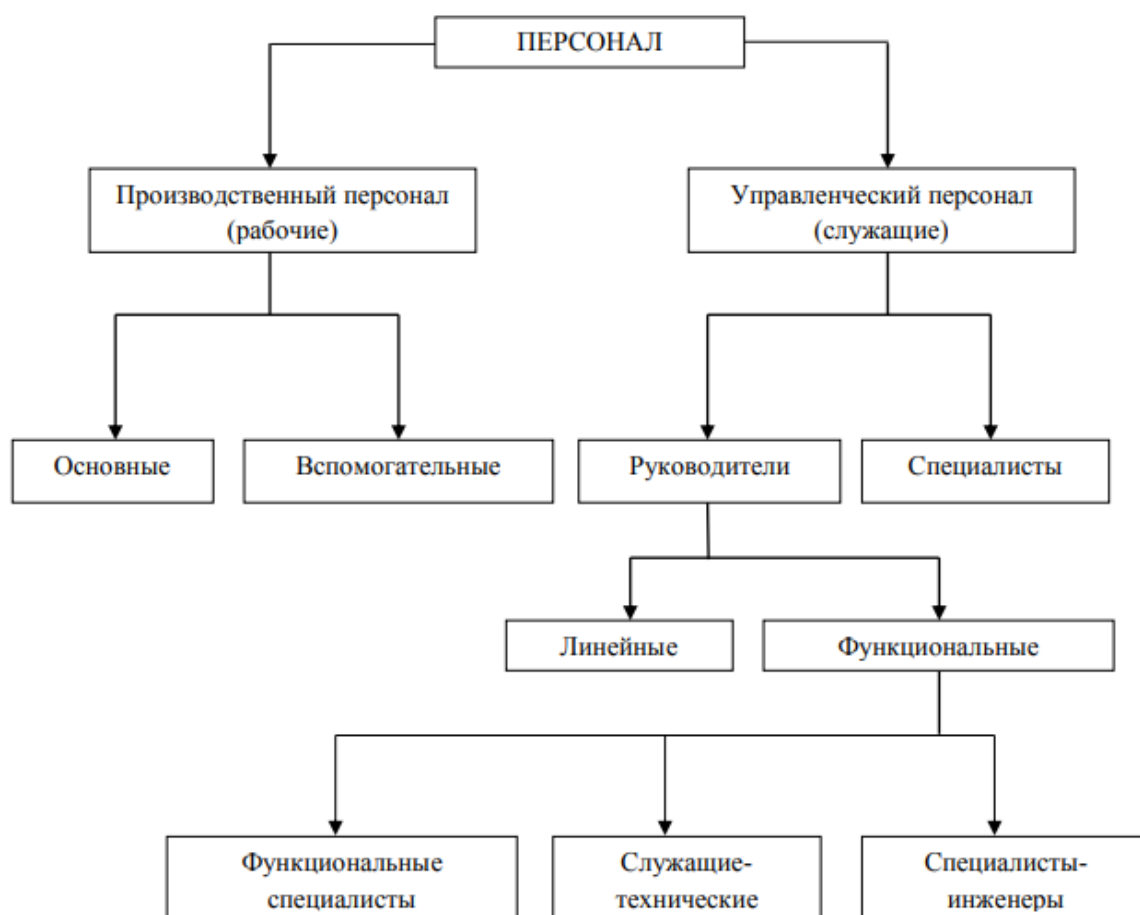 ПЕРСОНАЛ
Производственный персонал
(рабочие)
Управленческий персонал
(служащие)
Основные
Вспомогательные
Руководители
Специалисты
Линейные
Функциональные
Функциональные
специалисты
Служащие-
технические
Специалисты-
инженеры